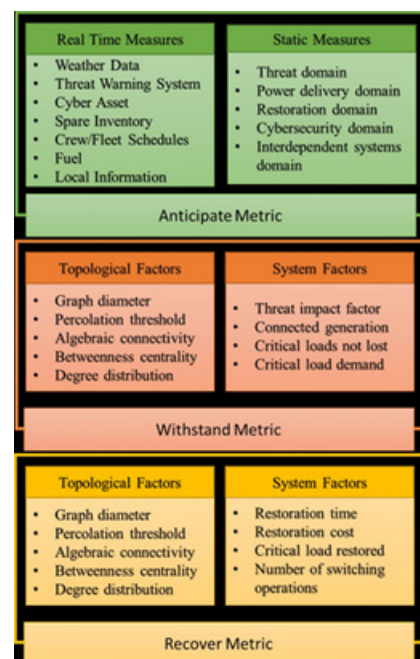 Real Time Measures
• Weather Data
• Threat Warning System
• Cyber Asset
• Spare Inventory
• Crew/Fleet Schedules
• Fuel
• Local Information
Static Measures
• Threat domain
• Power delivery domain
• Restoration domain
• Cybersecurity domain
• Interdependent systems
domain
Anticipate Metric
Topological Factors
• Graph diameter
• Percolation threshold
• Algebraic connectivity
• Betweenness centrality
• Degree distribution
System Factors
• Threat impact factor
• Connected generation
• Critical loads not lost
• Critical load demand
Withstand Metric
Topological Factors
• Graph diameter
• Percolation threshold
• Algebraic connectivity
• Betweenness centrality
• Degree distribution
System Factors
• Restoration time
• Restoration cost
• Critical load restored
• Number of switching
operations
Recover Metric